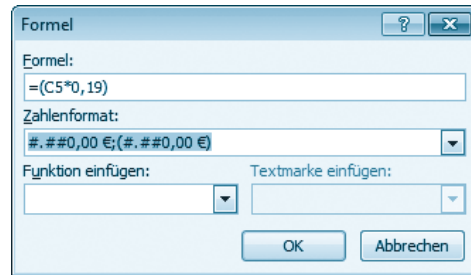 Formel
Formel:
=(C5*0,19)
Zahlenformat:
#.##0,00 €;(#.##0,00 €)
Funktion einfügen: Textmarke einfügen:
OK Abbrechen